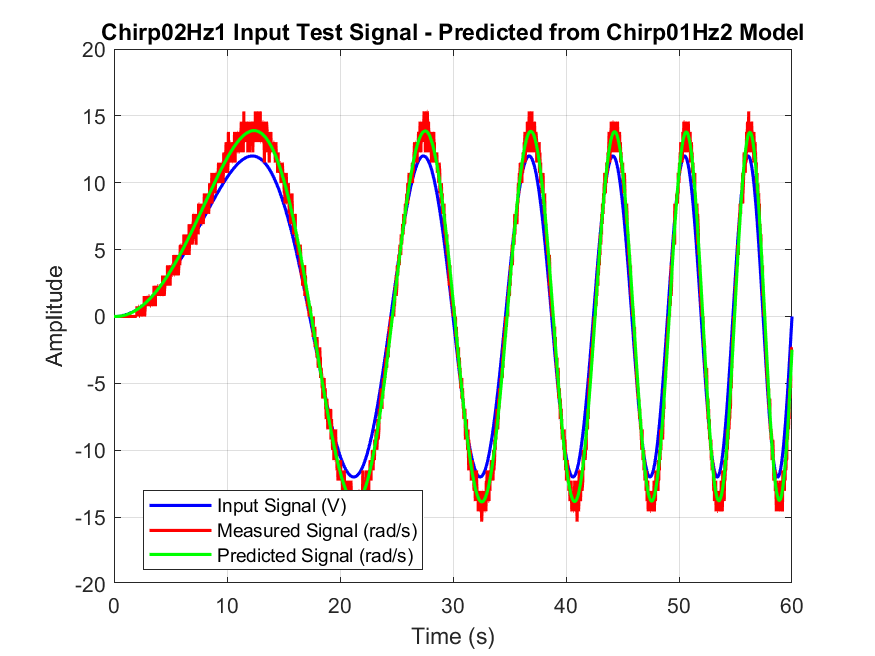 Chirp02Hz1 Input Test Signal - Predicted from Chirp01Hz2 Model
20
15
10
5
0
-5
-10
-15
-20
Amplitude
Input Signal (V)
Measured Signal (rad/s)
Predicted Signal (rad/s)
0 10 20 30 40 50 60
Time (s)